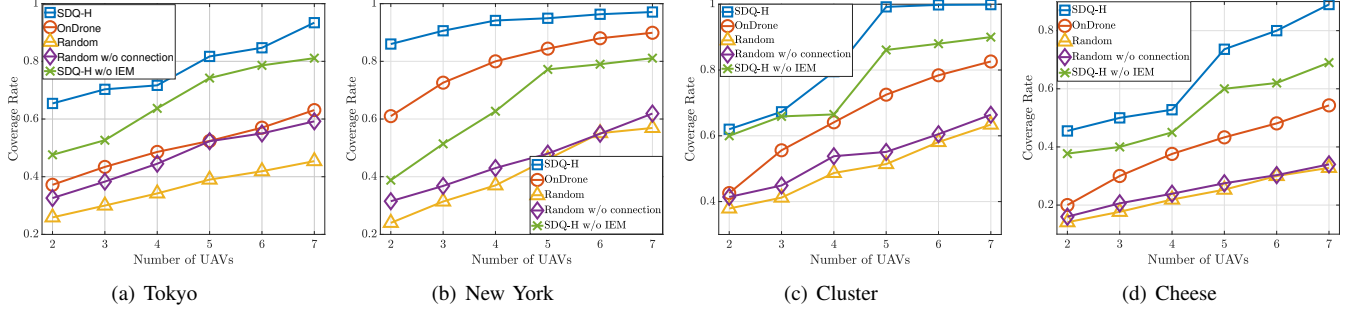 SDQ-H
OnDrone
Random
Random w/o connection
SDQ-H w/o IEM
Coverage Rate
1
0.8
0.6
0.4
0.2
2 3 4 5 6 7
Number of UAVs
(a) Tokyo
SDQ-H
OnDrone
Random
Random w/o connection
SDQ-H w/o IEM
Coverage Rate
1
0.8
0.6
0.4
0.2
2 3 4 5 6 7
Number of UAVs
(b) New York
SDQ-H
OnDrone
Random
Random w/o connection
SDQ-H w/o IEM
Coverage Rate
1.0
0.8
0.6
0.4
2 3 4 5 6 7
Number of UAVs
(c) Cluster
SDQ-H
OnDrone
Random
Random w/o connection
SDQ-H w/o IEM
Coverage Rate
0.8
0.6
0.4
0.2
2 3 4 5 6 7
Number of UAVs
(d) Cheese